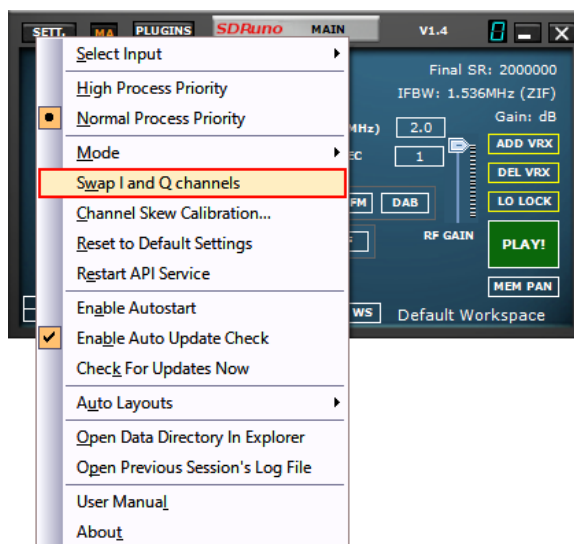 SETT. MA PLUGINS SDRuno MAIN V1.4
Select Input
High Process Priority
Normal Process Priority
Mode
Swap I and Q channels
Channel Skew Calibration...
Reset to Default Settings
Restart API Service
Enable Autostart
Enable Auto Update Check
Check For Updates Now
Auto Layouts
Open Data Directory In Explorer
Open Previous Session's Log File
User Manual
About
Final SR: 2000000
IFBW: 1.536MHz (ZIF)
Gain: dB
MHz) 2.0
ADD VRX
EC 1
DEL VRX
FM DAB
LO LOCK
RF GAIN
PLAY!
MEM PAN
WS Default Workspace